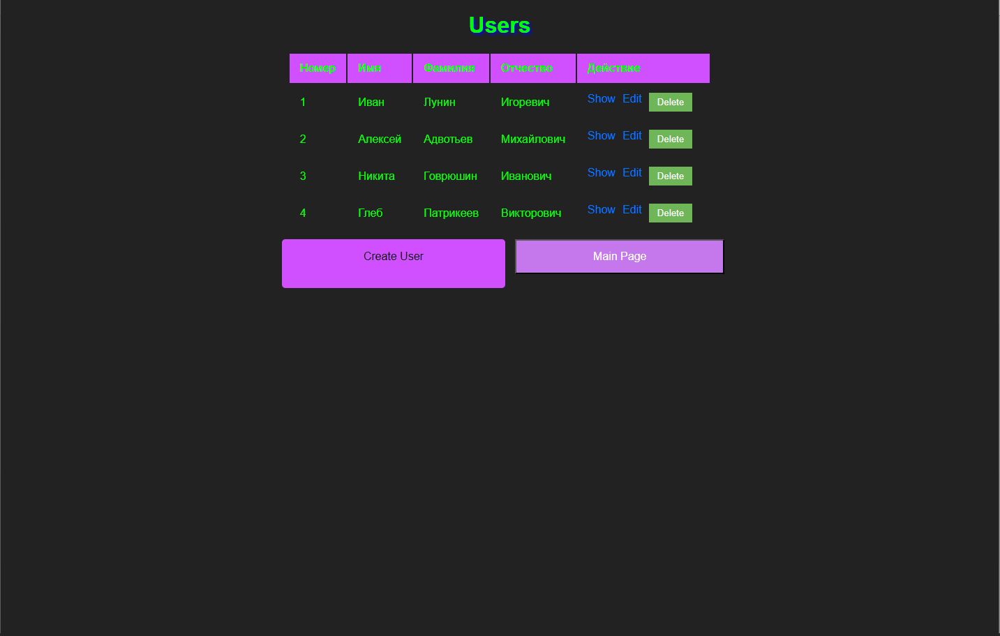 Users
Номер Имя Фамилия Отчество Действие
1 Иван Лунин Игоревич Show Edit Delete
2 Алексей Адвотьев Михайлович Show Edit Delete
3 Никита Говрюшин Иванович Show Edit Delete
4 Глеб Патрикеев Викторович Show Edit Delete
Create User Main Page